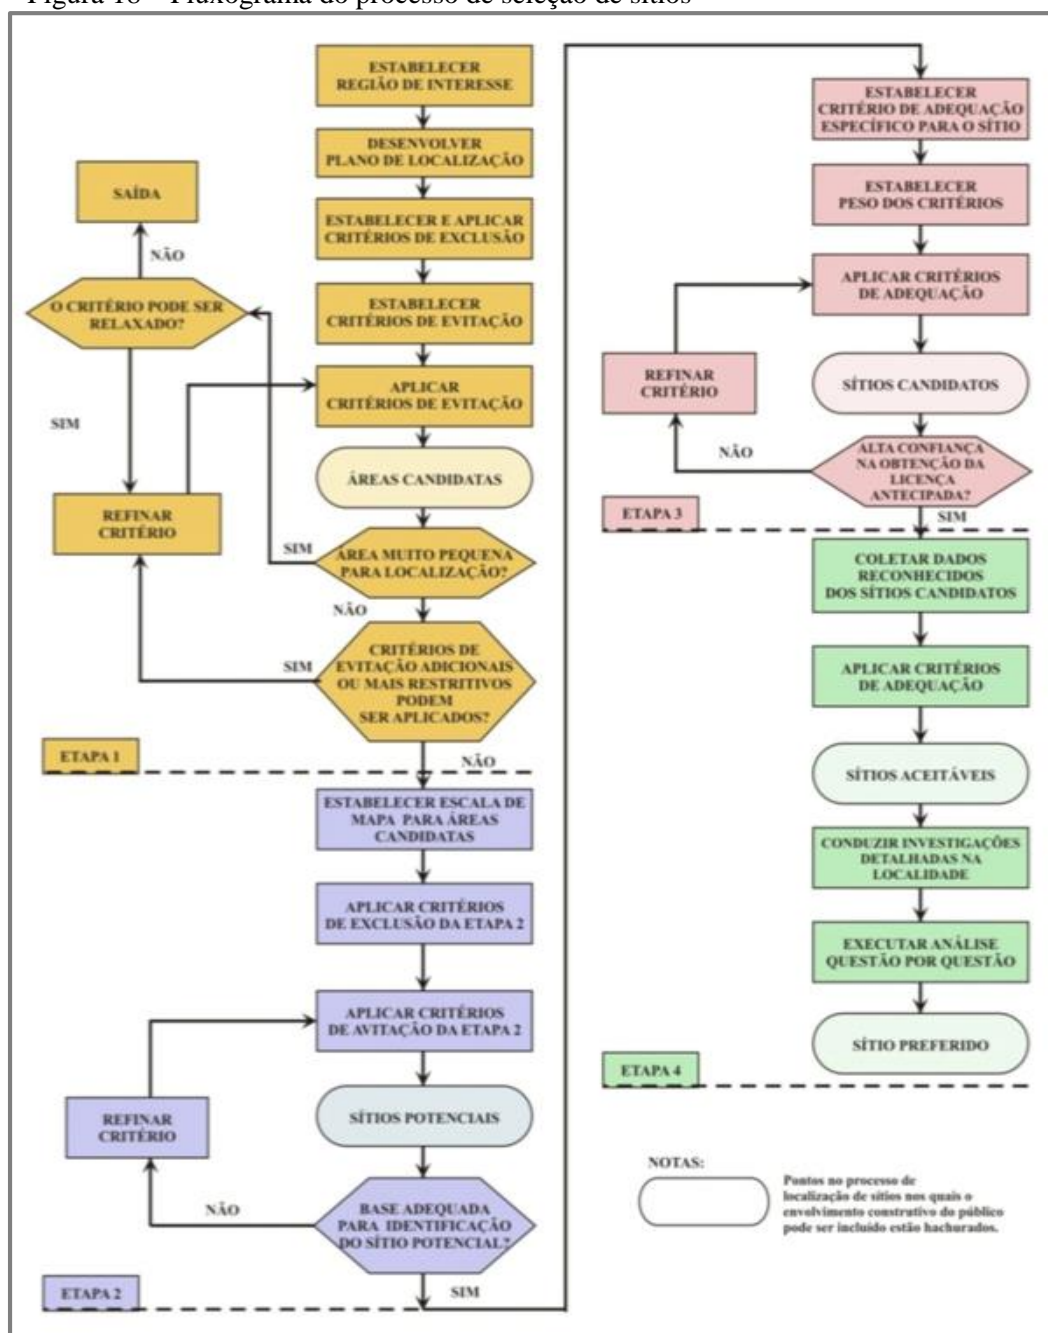 Figura 18 – Fluxograma do processo de seleção de sítios
ESTABELECER
REGIÃO DE INTERESSE
DESENVOLVER
PLANO DE LOCALIZAÇÃO
ESTABELECER E APLICAR
CRITÉRIOS DE EXCLUSÃO
ESTABELECER
CRITÉRIOS DE EVITAÇÃO
APLICAR
CRITÉRIOS DE EVITAÇÃO
ÁREAS CANDIDATAS
ÁREA MUITO PEQUENA
PARA LOCALIZAÇÃO?
SIM
NÃO
SAÍDA
NÃO
O CRITÉRIO PODE SER
RELAXADO?
SIM
REFINAR
CRITÉRIO
CRITÉRIOS DE
EVITAÇÃO ADICIONAIS
OU MAIS RESTRITIVOS
PODEM
SER APLICADOS?
SIM
ETAPA 1
NÃO
ESTABELECER ESCALA DE
MAPA PARA ÁREAS
CANDIDATAS
APLICAR CRITÉRIOS
DE EXCLUSÃO DA ETAPA 2
APLICAR CRITÉRIOS
DE AVITAÇÃO DA ETAPA 2
SÍTIOS POTENCIAIS
REFINAR
CRITÉRIO
NÃO
BASE ADEQUADA
PARA IDENTIFICAÇÃO
DO SÍTIO POTENCIAL?
ETAPA 2
SIM
ESTABELECER
CRITÉRIO DE ADEQUAÇÃO
ESPECÍFICO PARA O SÍTIO
ESTABELECER
PESO DOS CRITÉRIOS
APLICAR CRITÉRIOS
DE ADEQUAÇÃO
REFINAR
CRITÉRIO
SÍTIOS CANDIDATOS
NÃO
ALTA CONFIANÇA
NA OBTENÇÃO DA
LICENÇA
ANTECIPADA?
ETAPA 3
SIM
COLETAR DADOS
RECONHECIDOS
DOS SÍTIOS CANDIDATOS
APLICAR CRITÉRIOS
DE ADEQUAÇÃO
SÍTIOS ACEITÁVEIS
CONDUZIR INVESTIGAÇÕES
DETALHADAS NA
LOCALIDADE
EXECUTAR ANÁLISE
QUESTÃO POR QUESTÃO
SÍTIO PREFERIDO
ETAPA 4
NOTAS:
Pontos no processo de
localização de sítios nos quais o
envolvimento construtivo do público
pode ser incluído estão hachurados.